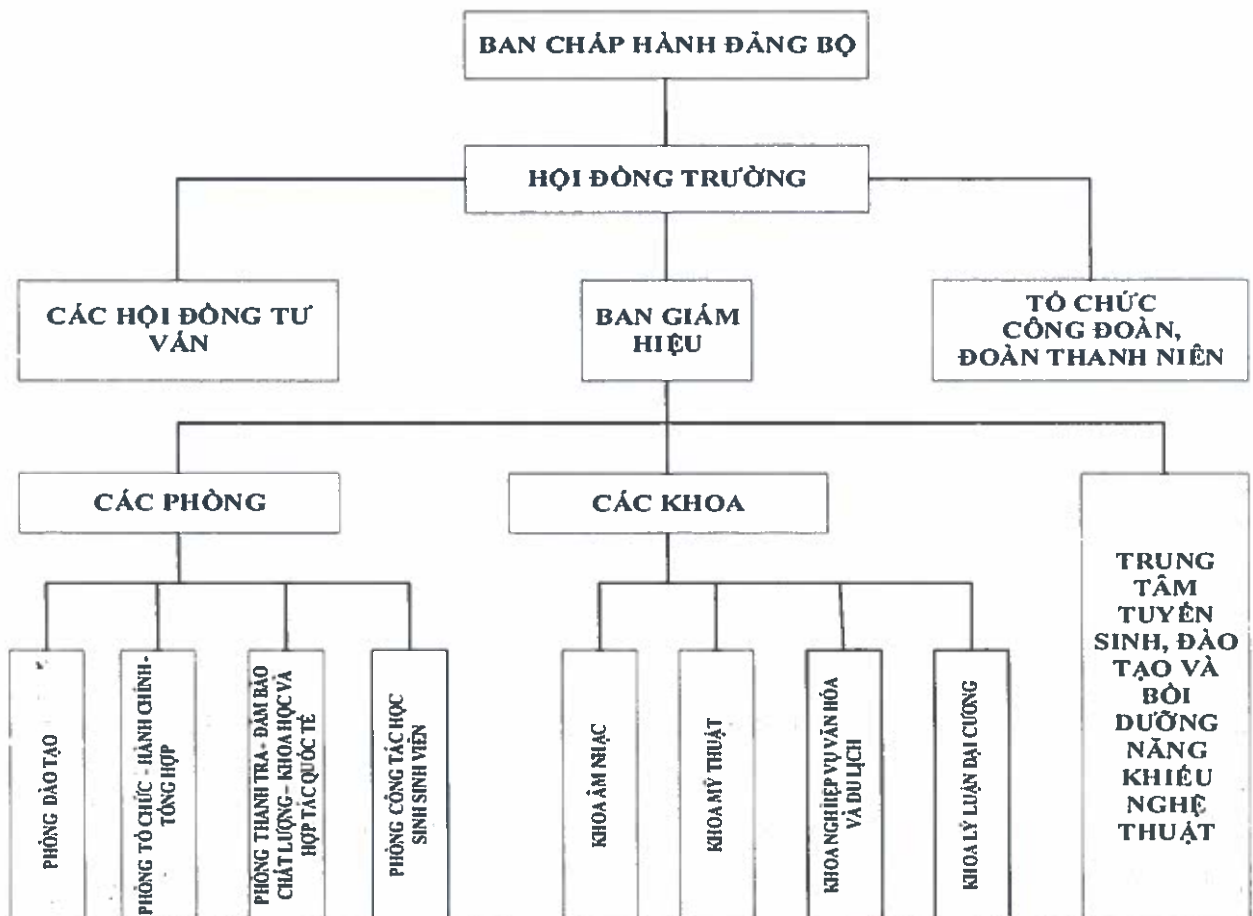 BAN CHẤP HÀNH ĐẢNG BỘ
HỘI ĐỒNG TRƯỜNG
CÁC HỘI ĐỒNG TƯ
VẤN
BAN GIÁM
HIỆU
TỔ CHỨC
CÔNG ĐOÀN,
ĐOÀN THANH NIÊN
CÁC PHÒNG
CÁC KHOA
TRUNG
TÂM
TUYỂN
SINH, ĐÀO
TẠO VÀ
BỒI
DƯỠNG
NĂNG
KHIẾU
NGHỆ
THUẬT
PHÒNG ĐÀO TẠO
PHÒNG TỔ CHỨC - HÀNH CHÍNH-
TỔNG HỢP
PHÒNG THANH TRA - ĐẢM BẢO
CHẤT LƯỢNG - KHOA HỌC VÀ
HỢP TÁC QUỐC TẾ
PHÒNG CÔNG TÁC HỌC
SINH SINH VIÊN
KHOA ÂM NHẠC
KHOA MỸ THUẬT
KHOA NGHIỆP VỤ VĂN HÓA
VÀ DU LỊCH
KHOA LÝ LUẬN ĐẠI CƯƠNG